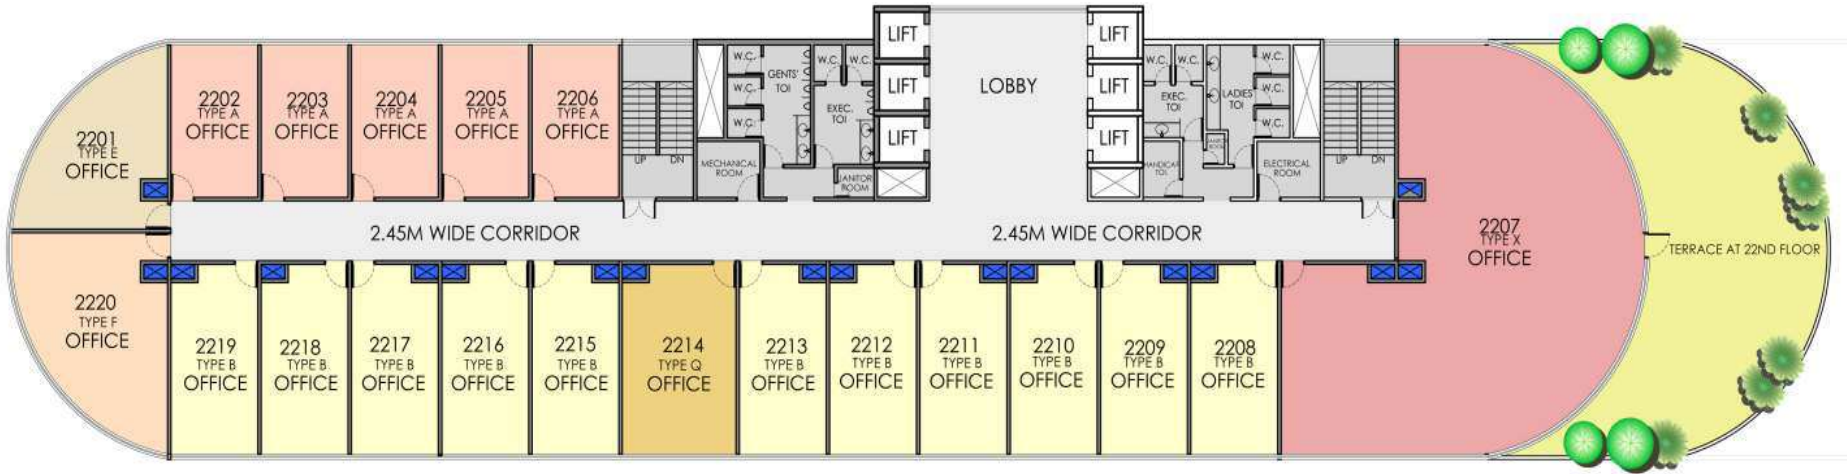 2201
TYPE E
OFFICE
2202
TYPE A
OFFICE
2203
TYPE A
OFFICE
2204
TYPE A
OFFICE
2205
TYPE A
OFFICE
2206
TYPE A
OFFICE
UP
DN
W.C.
W.C.
W.C.
GENTS'
TOI
W.C.
W.C.
EXEC.
TOI
MECHANICAL
ROOM
JANITOR
ROOM
LIFT
LIFT
LIFT
LOBBY
LIFT
LIFT
LIFT
W.C.
W.C.
EXEC.
TOI
LADIES'
TOI
W.C.
W.C.
W.C.
HANDICAP
TOI.
ELECTRICAL
ROOM
UP
DN
2.45M WIDE CORRIDOR
2.45M WIDE CORRIDOR
2207
TYPE X
OFFICE
TERRACE AT 22ND FLOOR
2220
TYPE F
OFFICE
2219
TYPE B
OFFICE
2218
TYPE B
OFFICE
2217
TYPE B
OFFICE
2216
TYPE B
OFFICE
2215
TYPE B
OFFICE
2214
TYPE Q
OFFICE
2213
TYPE B
OFFICE
2212
TYPE B
OFFICE
2211
TYPE B
OFFICE
2210
TYPE B
OFFICE
2209
TYPE B
OFFICE
2208
TYPE B
OFFICE